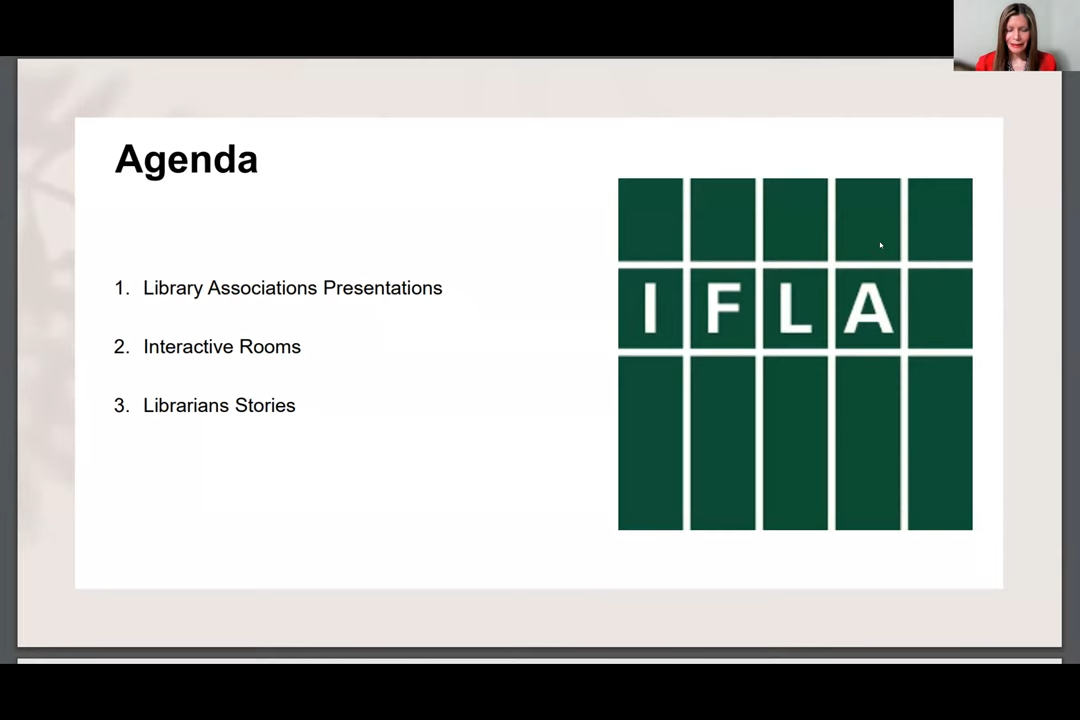 Agenda
1. Library Associations Presentations
2. Interactive Rooms
3. Librarians Stories
IFLA